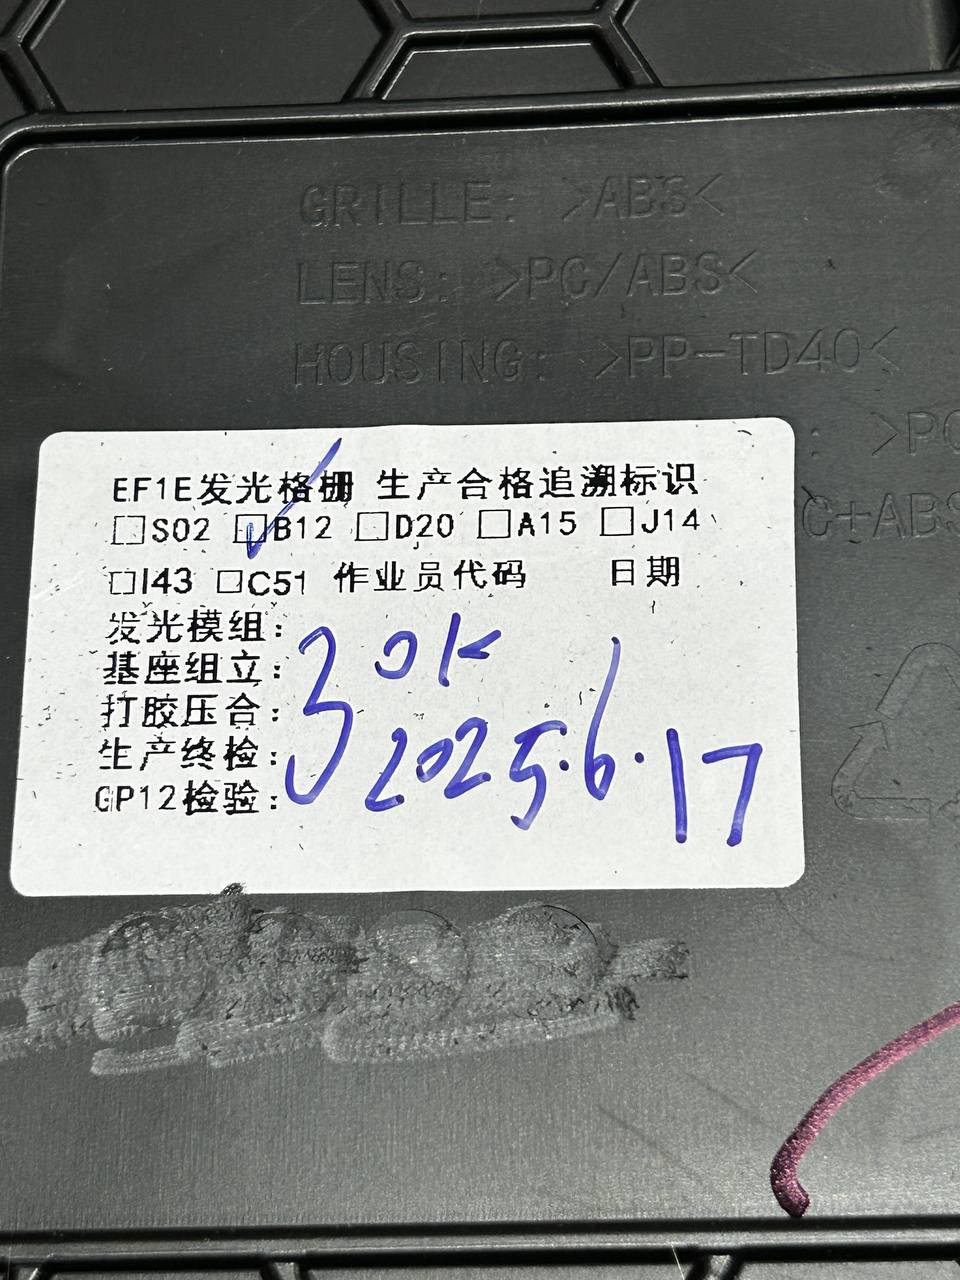 GRILLE: >ABS<
LENS: >PC/ABS<
HOUSING: >PP-TD40<
: >PC
C+ABS
EF1E发光格栅 生产合格追溯标识
□S02 ☑B12 □D20 □A15 □J14
□I43 □C51 作业员代码 日期
发光模组:
基座组立:
打胶压合:
生产终检:
GP12检验:
OK
2025.6.17